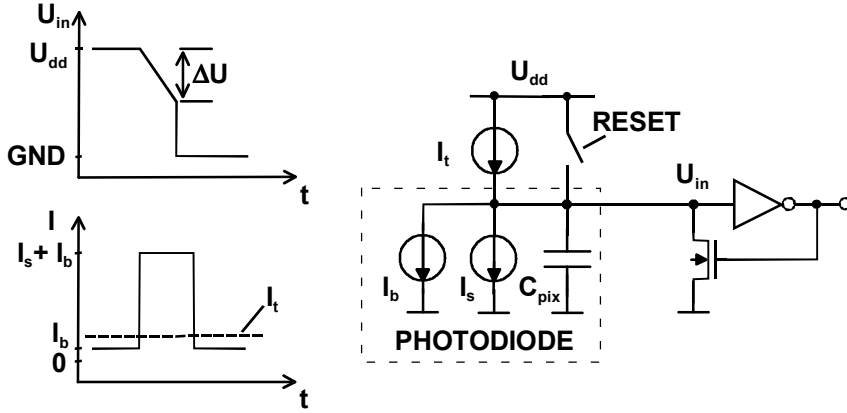 U_in
U_dd
ΔU
GND
t
I
I_s + I_b
I_t
I_b
0
t
U_dd
RESET
I_t
U_in
I_b
I_s
C_pix
PHOTODIODE